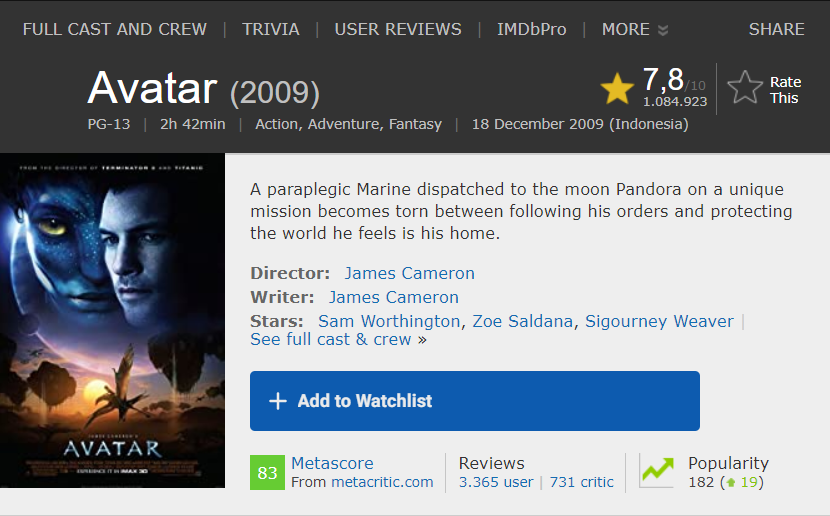 FULL CAST AND CREW | TRIVIA | USER REVIEWS | IMDbPro | MORE SHARE
Avatar (2009)
7,8/10
1.084.923
Rate
This
PG-13 | 2h 42min | Action, Adventure, Fantasy | 18 December 2009 (Indonesia)
FROM THE DIRECTOR OF TERMINATOR 2 AND TITANIC
JAMES CAMERON'S
AVATAR
EXPERIENCE IT IN IMAX 3D
A paraplegic Marine dispatched to the moon Pandora on a unique
mission becomes torn between following his orders and protecting
the world he feels is his home.
Director: James Cameron
Writer: James Cameron
Stars: Sam Worthington, Zoe Saldana, Sigourney Weaver |
See full cast & crew »
+ Add to Watchlist
83
Metascore
From metacritic.com
Reviews
3.365 user | 731 critic
Popularity
182 (19)